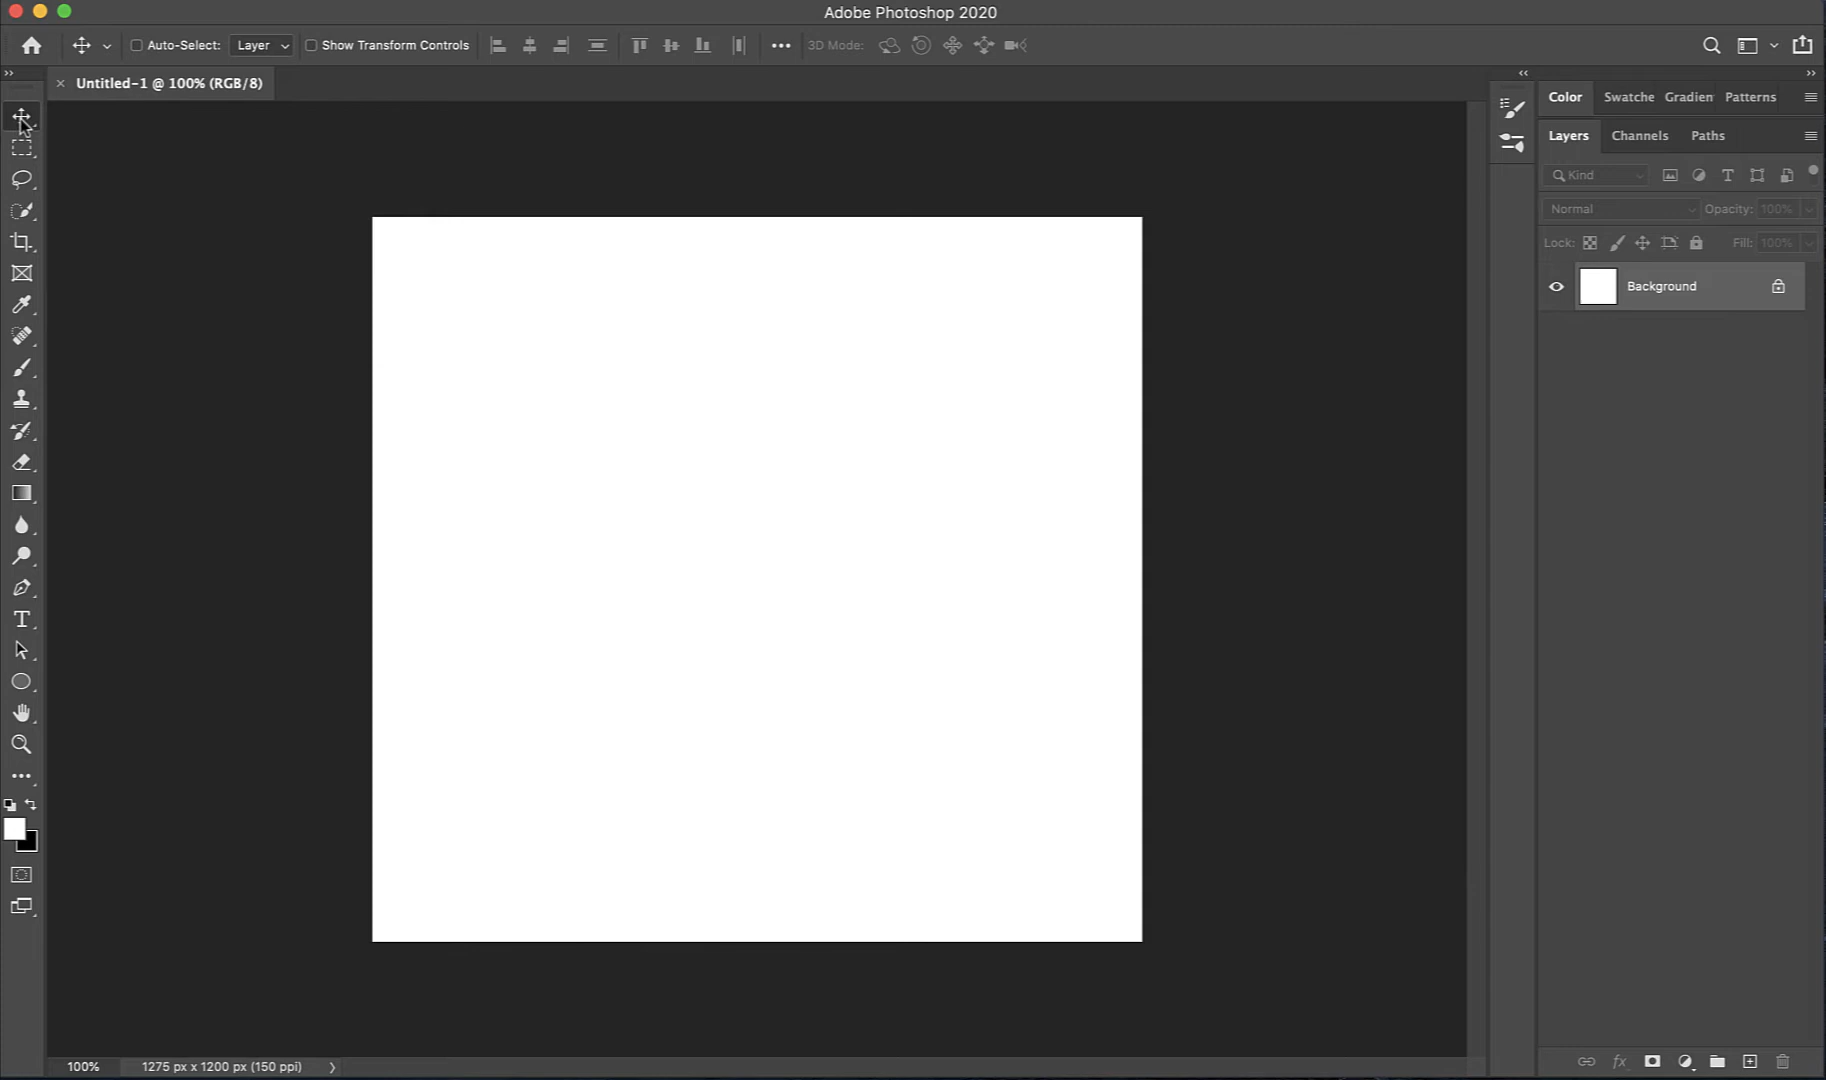 Adobe Photoshop 2020
Auto-Select: Layer Show Transform Controls 3D Mode:
Untitled-1 @ 100% (RGB/8)
Color Swatche Gradien Patterns
Layers Channels Paths
Kind T
Normal Opacity: 100%
Lock: Fill: 100%
Background
T
100% 1275 px x 1200 px (150 ppi)
fx